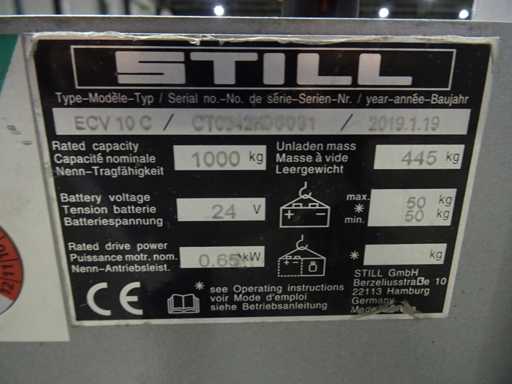 STILL
Type-Modèle-Typ / Serial no.-No. de série-Serien-Nr. / year-année-Baujahr
ECV 10 C / / 2019.1.19
Rated capacity
Capacité nominale
Nenn-Tragfähigkeit
1000 kg
Unladen mass
Masse à vide
Leergewicht
445 kg
Battery voltage
Tension batterie
Batteriespannung
24 V
max. 50 kg
* min. 50 kg
Rated drive power
Puissance motr. nom.
Nenn-Antriebsleist.
0.65 kW
* kg
CE
* see Operating instructions
voir Mode d'emploi
siehe Betriebsanleitung
STILL GmbH
Berzeliusstraße 10
22113 Hamburg
Germany
Made